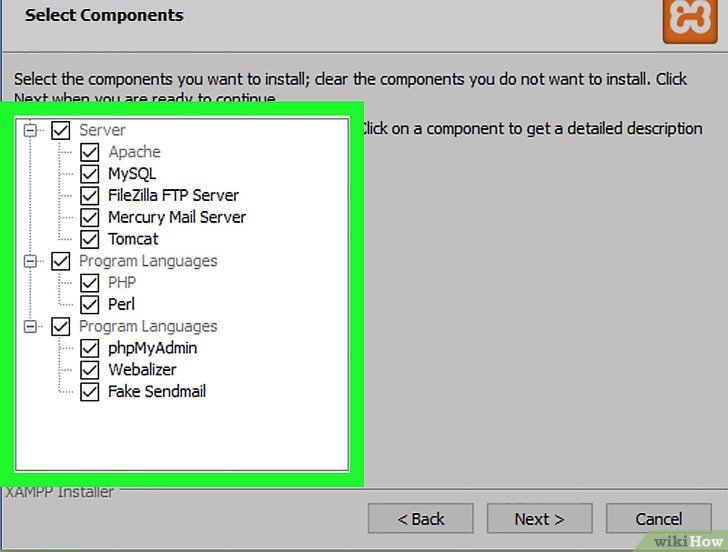 Select Components
Select the components you want to install; clear the components you do not want to install. Click
Next when you are ready to continue.
Click on a component to get a detailed description
Server
Apache
MySQL
FileZilla FTP Server
Mercury Mail Server
Tomcat
Program Languages
PHP
Perl
Program Languages
phpMyAdmin
Webalizer
Fake Sendmail
XAMPP Installer
< Back
Next >
Cancel
wikiHow